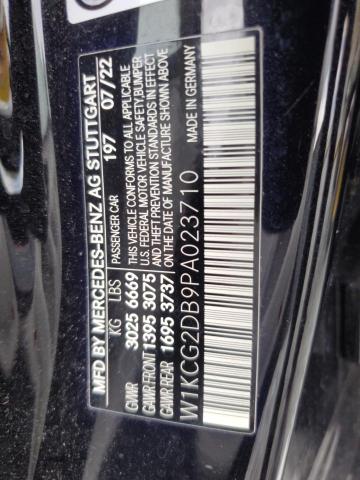 MFD BY MERCEDES-BENZ AG STUTTGART
PASSENGER CAR 197 07/22
KG LBS
GVWR 3025 6669
GAWR FRONT 1395 3075
GAWR REAR 1695 3737
THIS VEHICLE CONFORMS TO ALL APPLICABLE
U.S. FEDERAL MOTOR VEHICLE SAFETY, BUMPER
AND THEFT PREVENTION STANDARDS IN EFFECT
ON THE DATE OF MANUFACTURE SHOWN ABOVE
MADE IN GERMANY
W1KCG2DB9PA023710